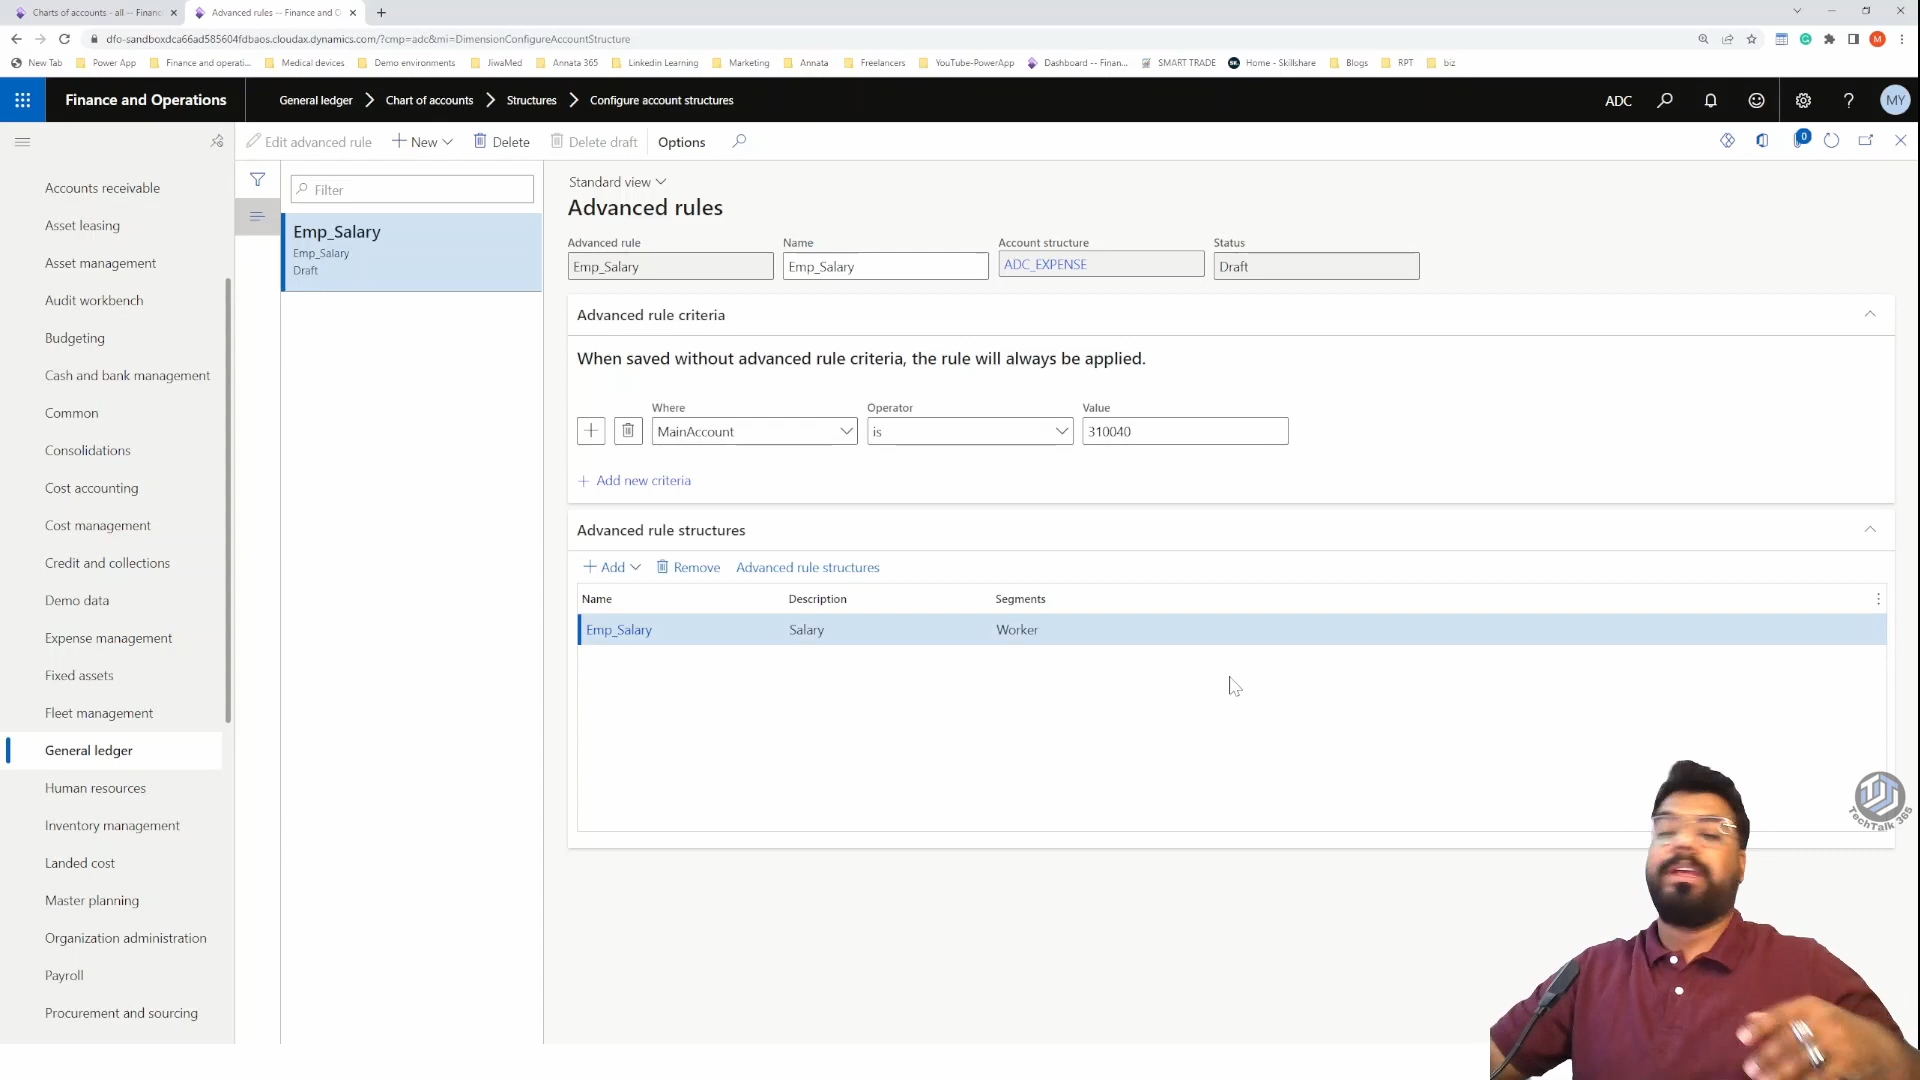 Charts of accounts - all -- Financ
Advanced rules -- Finance and O
dfo-sandboxdca66ad585604fdbaos.cloudax.dynamics.com/?cmp=adc&mi=DimensionConfigureAccountStructure
M
New Tab
Power App
Finance and operati...
Medical devices
Demo environments
JiwaMed
Annata 365
Linkedin Learning
Marketing
Annata
Freelancers
YouTube-PowerApp
Dashboard -- Finan...
SMART TRADE
Home - Skillshare
Blogs
RPT
biz
Finance and Operations
General ledger
Chart of accounts
Structures
Configure account structures
ADC
MY
Edit advanced rule
New
Delete
Delete draft
Options
0
Accounts receivable
Asset leasing
Asset management
Audit workbench
Budgeting
Cash and bank management
Common
Consolidations
Cost accounting
Cost management
Credit and collections
Demo data
Expense management
Fixed assets
Fleet management
General ledger
Human resources
Inventory management
Landed cost
Master planning
Organization administration
Payroll
Procurement and sourcing
Filter
Emp_Salary
Emp_Salary
Draft
Standard view
Advanced rules
Advanced rule
Name
Account structure
Status
Emp_Salary
Emp_Salary
ADC_EXPENSE
Draft
Advanced rule criteria
When saved without advanced rule criteria, the rule will always be applied.
Where
Operator
Value
MainAccount
is
310040
Add new criteria
Advanced rule structures
Add
Remove
Advanced rule structures
Name
Description
Segments
Emp_Salary
Salary
Worker
TechTalk 365